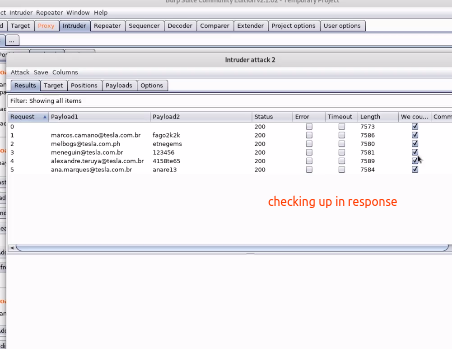 Burp Suite Community Edition v2.1.02 - Temporary Project
ct Intruder Repeater Window Help
d Target Proxy Intruder Repeater Sequencer Decoder Comparer Extender Project options User options
...
Intruder attack 2
Attack Save Columns
Results Target Positions Payloads Options
Filter: Showing all items
Request Payload1 Payload2 Status Error Timeout Length We cou... Comm
0 200 7573
1 marcos.camano@tesla.com.br fago2k2k 200 7586
2 melbogs@tesla.com.ph etnegems 200 7580
3 meneguin@tesla.com.br 123456 200 7581
4 alexandre.teruya@tesla.com.br 4158te65 200 7589
5 ana.marques@tesla.com.br anare13 200 7584
checking up in response